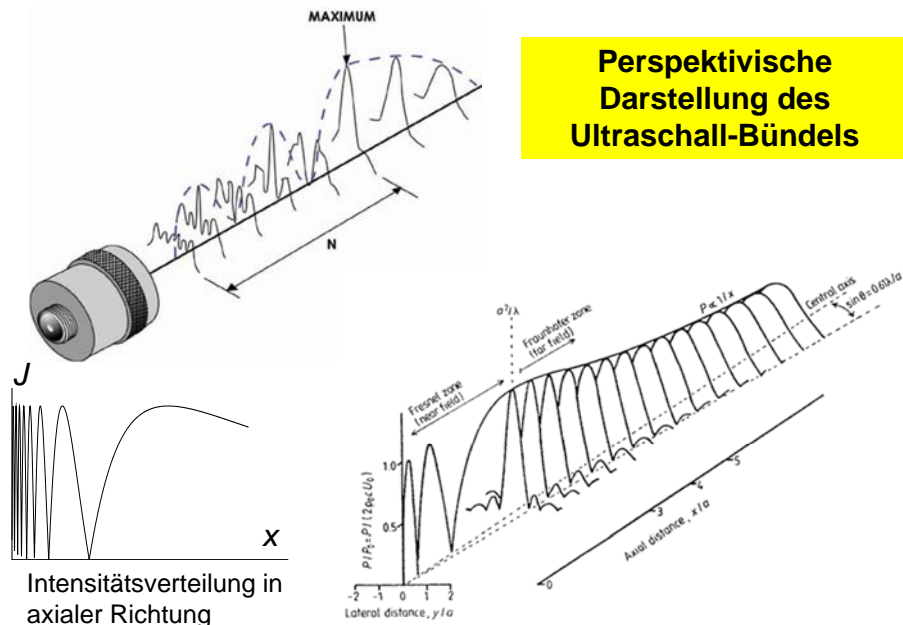 MAXIMUM
Perspektivische
Darstellung des
Ultraschall-Bündels
N
J
x
Intensitätsverteilung in
axialer Richtung
a²/λ
Fraunhofer zone
(far field)
Fresnel zone
(near field)
P ∝ 1/x
Central axis
sin θ = 0.61λ/a
P/P₀ = P/(2ρ₀cU₀)
1.0
0.5
-2 -1 0 1 2
Lateral distance, y/a
0
3
4
5
Axial distance, x/a